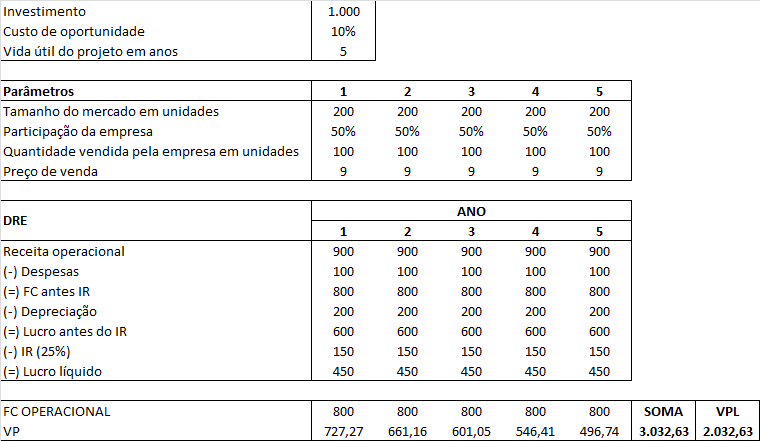 Investimento 1.000
Custo de oportunidade 10%
Vida útil do projeto em anos 5
Parâmetros 1 2 3 4 5
Tamanho do mercado em unidades 200 200 200 200 200
Participação da empresa 50% 50% 50% 50% 50%
Quantidade vendida pela empresa em unidades 100 100 100 100 100
Preço de venda 9 9 9 9 9
DRE ANO
1 2 3 4 5
Receita operacional 900 900 900 900 900
(-) Despesas 100 100 100 100 100
(=) FC antes IR 800 800 800 800 800
(-) Depreciação 200 200 200 200 200
(=) Lucro antes do IR 600 600 600 600 600
(-) IR (25%) 150 150 150 150 150
(=) Lucro líquido 450 450 450 450 450
FC OPERACIONAL 800 800 800 800 800 SOMA VPL
VP 727,27 661,16 601,05 546,41 496,74 3.032,63 2.032,63